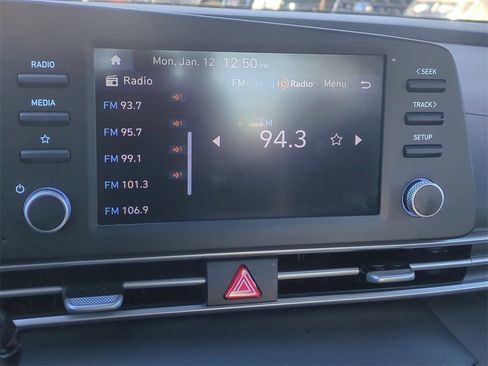 Mon, Jan. 12 12:50 PM
RADIO
Radio
FM
HD Radio
Menu
<SEEK
MEDIA
FM 93.7
FM 95.7
FM 99.1
FM 101.3
FM 106.9
FM
94.3
TRACK>
SETUP